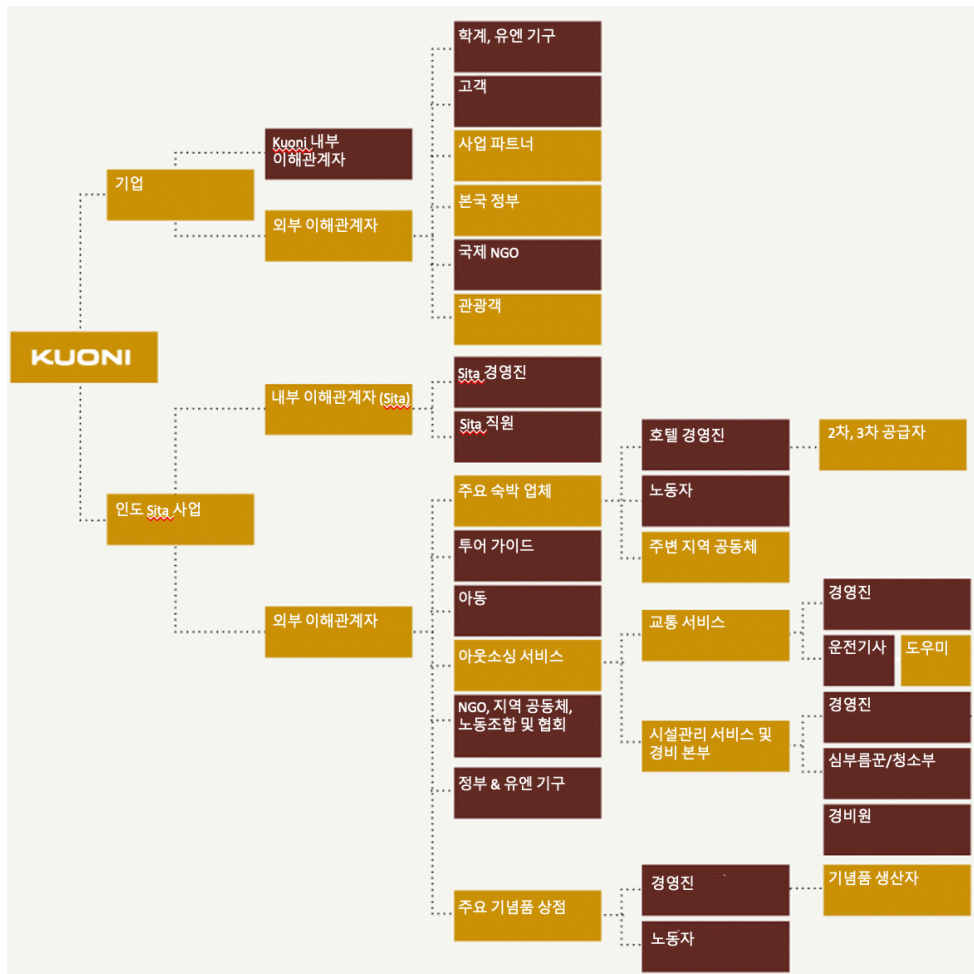 KUONI
기업
Kuoni 내부
이해관계자
외부 이해관계자
학계, 유엔 기구
고객
사업 파트너
본국 정부
국제 NGO
관광객
인도 Sita 사업
내부 이해관계자 (Sita)
Sita 경영진
Sita 직원
외부 이해관계자
주요 숙박 업체
호텔 경영진
2차, 3차 공급자
노동자
주변 지역 공동체
투어 가이드
아동
아웃소싱 서비스
교통 서비스
경영진
운전기사
도우미
시설관리 서비스 및
경비 본부
경영진
심부름꾼/청소부
경비원
NGO, 지역 공동체,
노동조합 및 협회
정부 & 유엔 기구
주요 기념품 상점
경영진
기념품 생산자
노동자